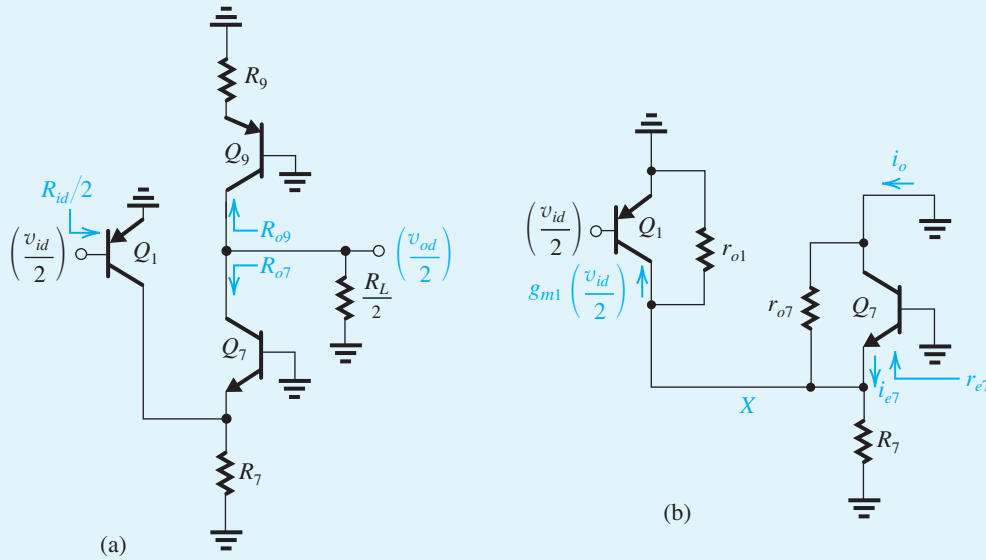 R9
Q9
Rid/2
Ro9
(vid/2)
Q1
(vod/2)
Ro7
RL/2
Q7
R7
(a)
io
(vid/2)
Q1
ro1
gm1 (vid/2)
ro7
Q7
ie7
re7
X
R7
(b)